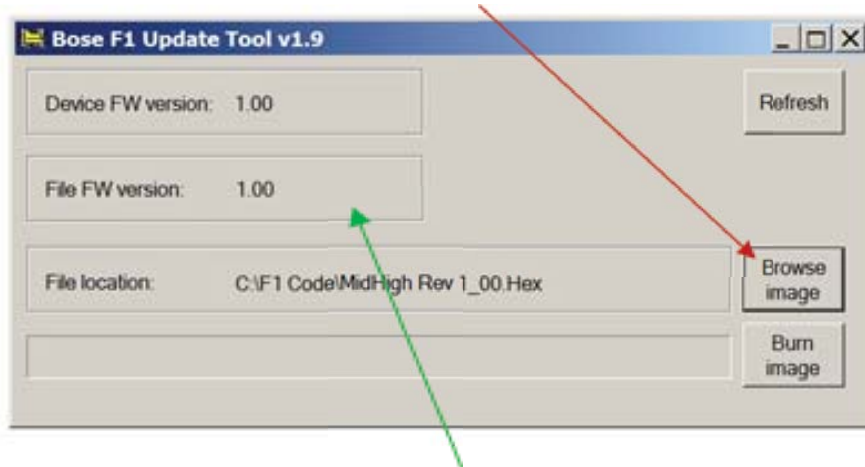 Bose F1 Update Tool v1.9
Device FW version: 1.00
Refresh
File FW version: 1.00
File location: C:\F1 Code\MidHigh Rev 1_00.Hex
Browse
image
Burn
image